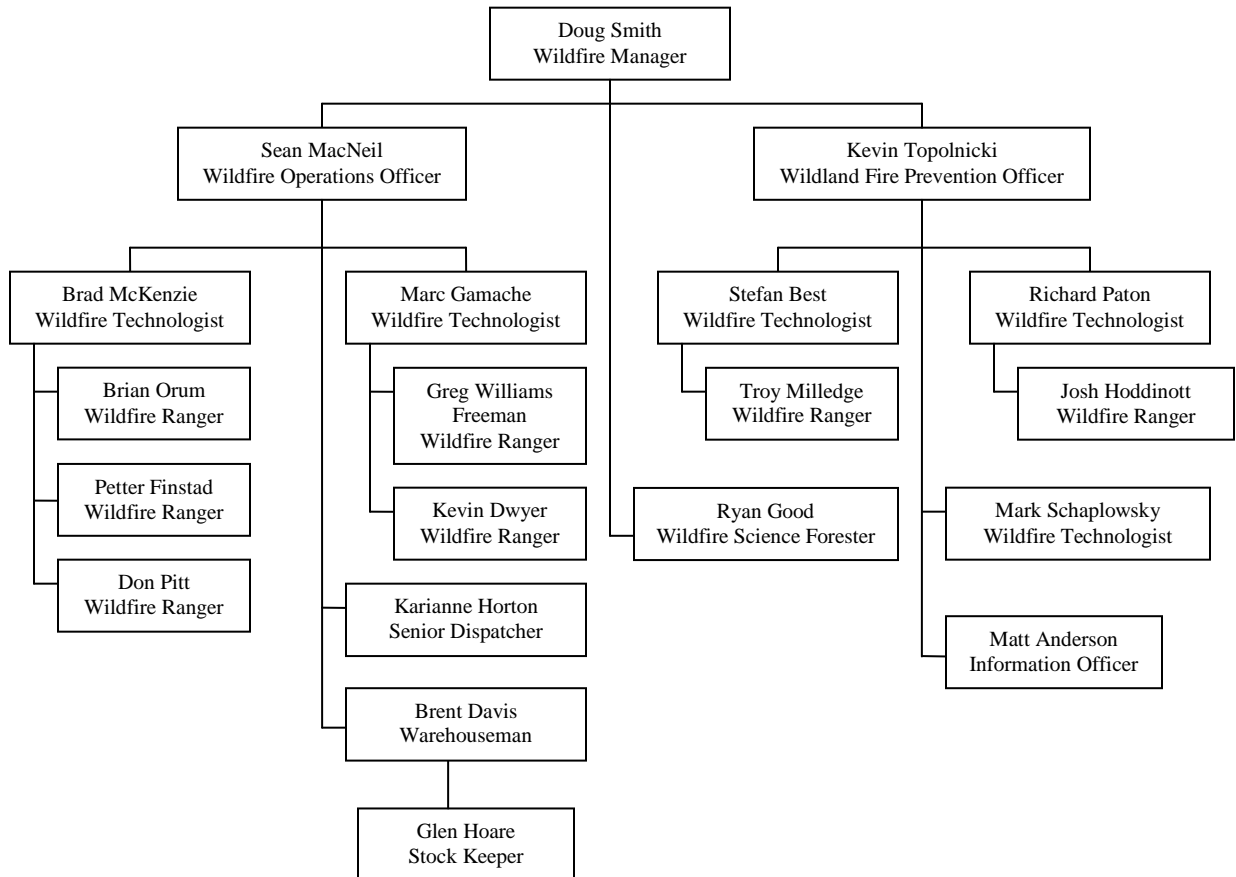 Doug Smith
Wildfire Manager
Sean MacNeil
Wildfire Operations Officer
Kevin Topolnicki
Wildland Fire Prevention Officer
Brad McKenzie
Wildfire Technologist
Marc Gamache
Wildfire Technologist
Stefan Best
Wildfire Technologist
Richard Paton
Wildfire Technologist
Brian Orum
Wildfire Ranger
Greg Williams
Freeman
Wildfire Ranger
Troy Milledge
Wildfire Ranger
Josh Hoddinott
Wildfire Ranger
Petter Finstad
Wildfire Ranger
Kevin Dwyer
Wildfire Ranger
Ryan Good
Wildfire Science Forester
Mark Schaplowsky
Wildfire Technologist
Don Pitt
Wildfire Ranger
Karianne Horton
Senior Dispatcher
Matt Anderson
Information Officer
Brent Davis
Warehouseman
Glen Hoare
Stock Keeper